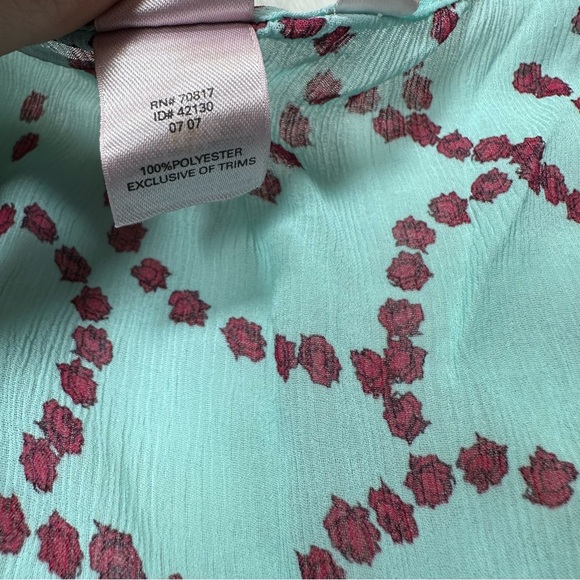 RN# 70817
ID# 42130
07 07
100%POLYESTER
EXCLUSIVE OF TRIMS